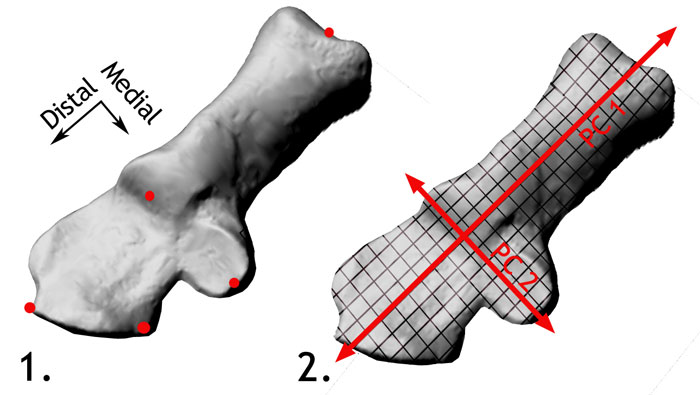 Distal
Medial
1.
PC 1
PC 2
2.